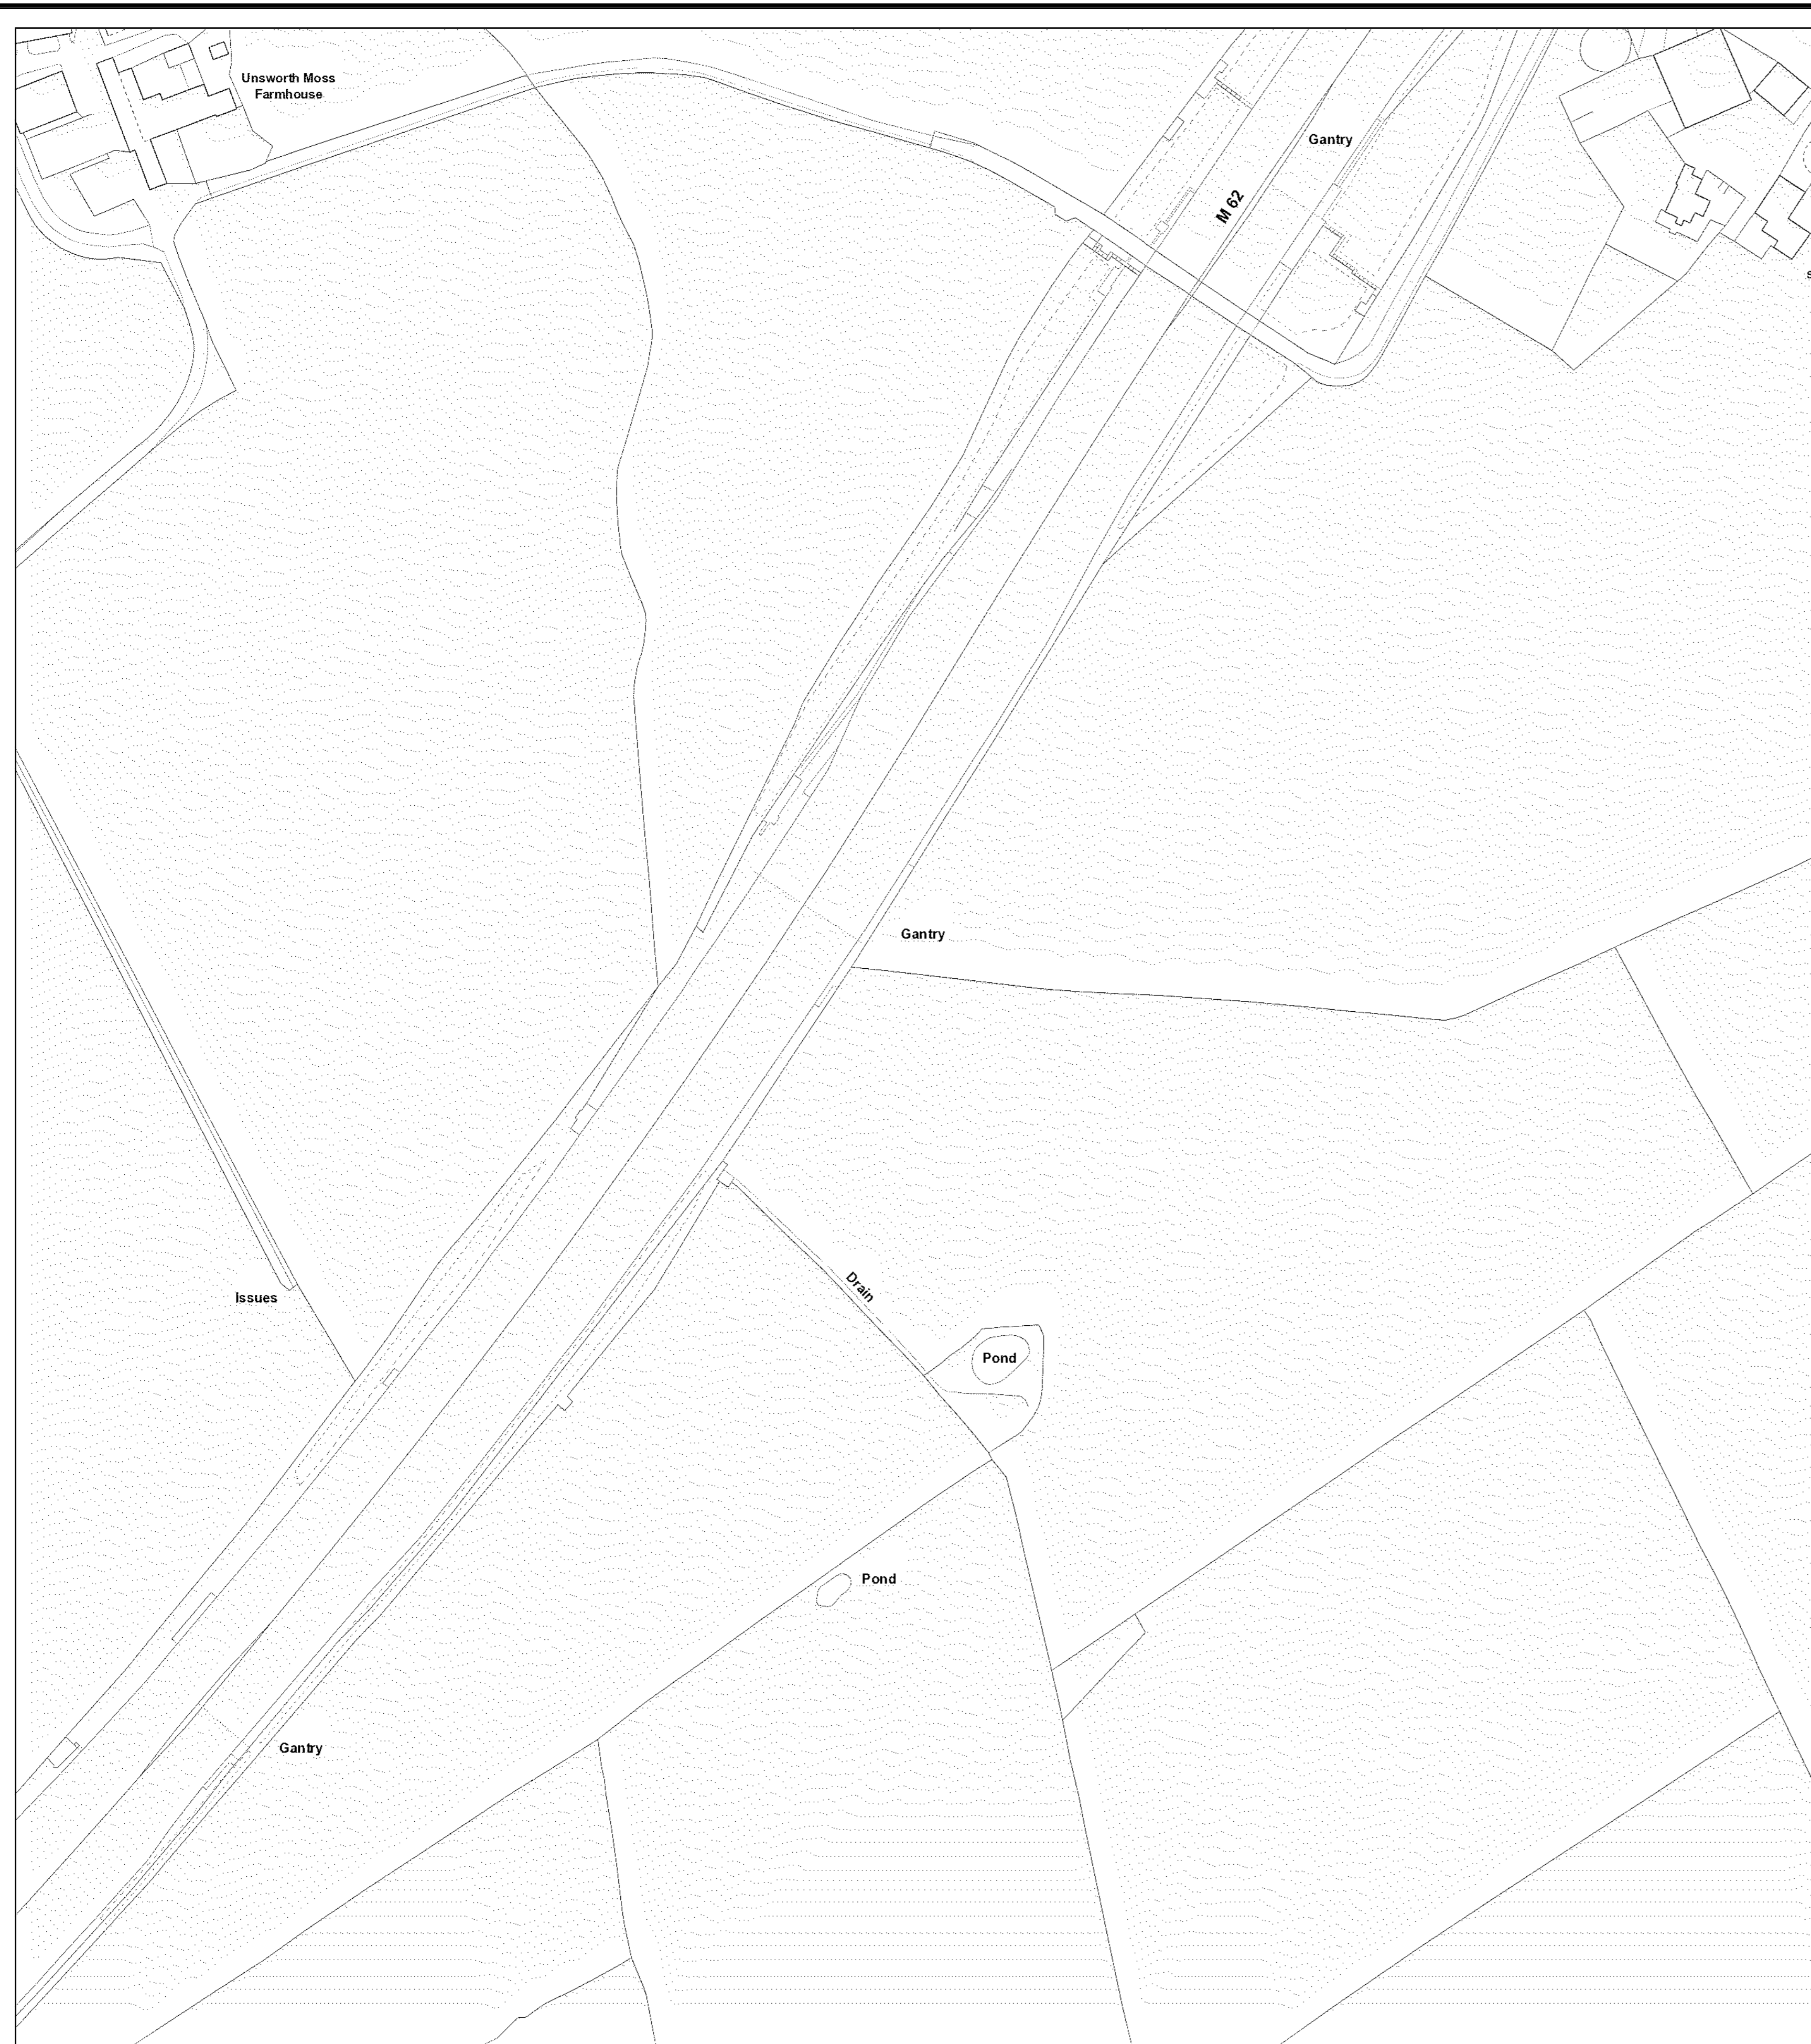 Unsworth Moss
Farmhouse
Gantry
M 62
Gantry
Drain
Issues
Pond
Pond
Gantry